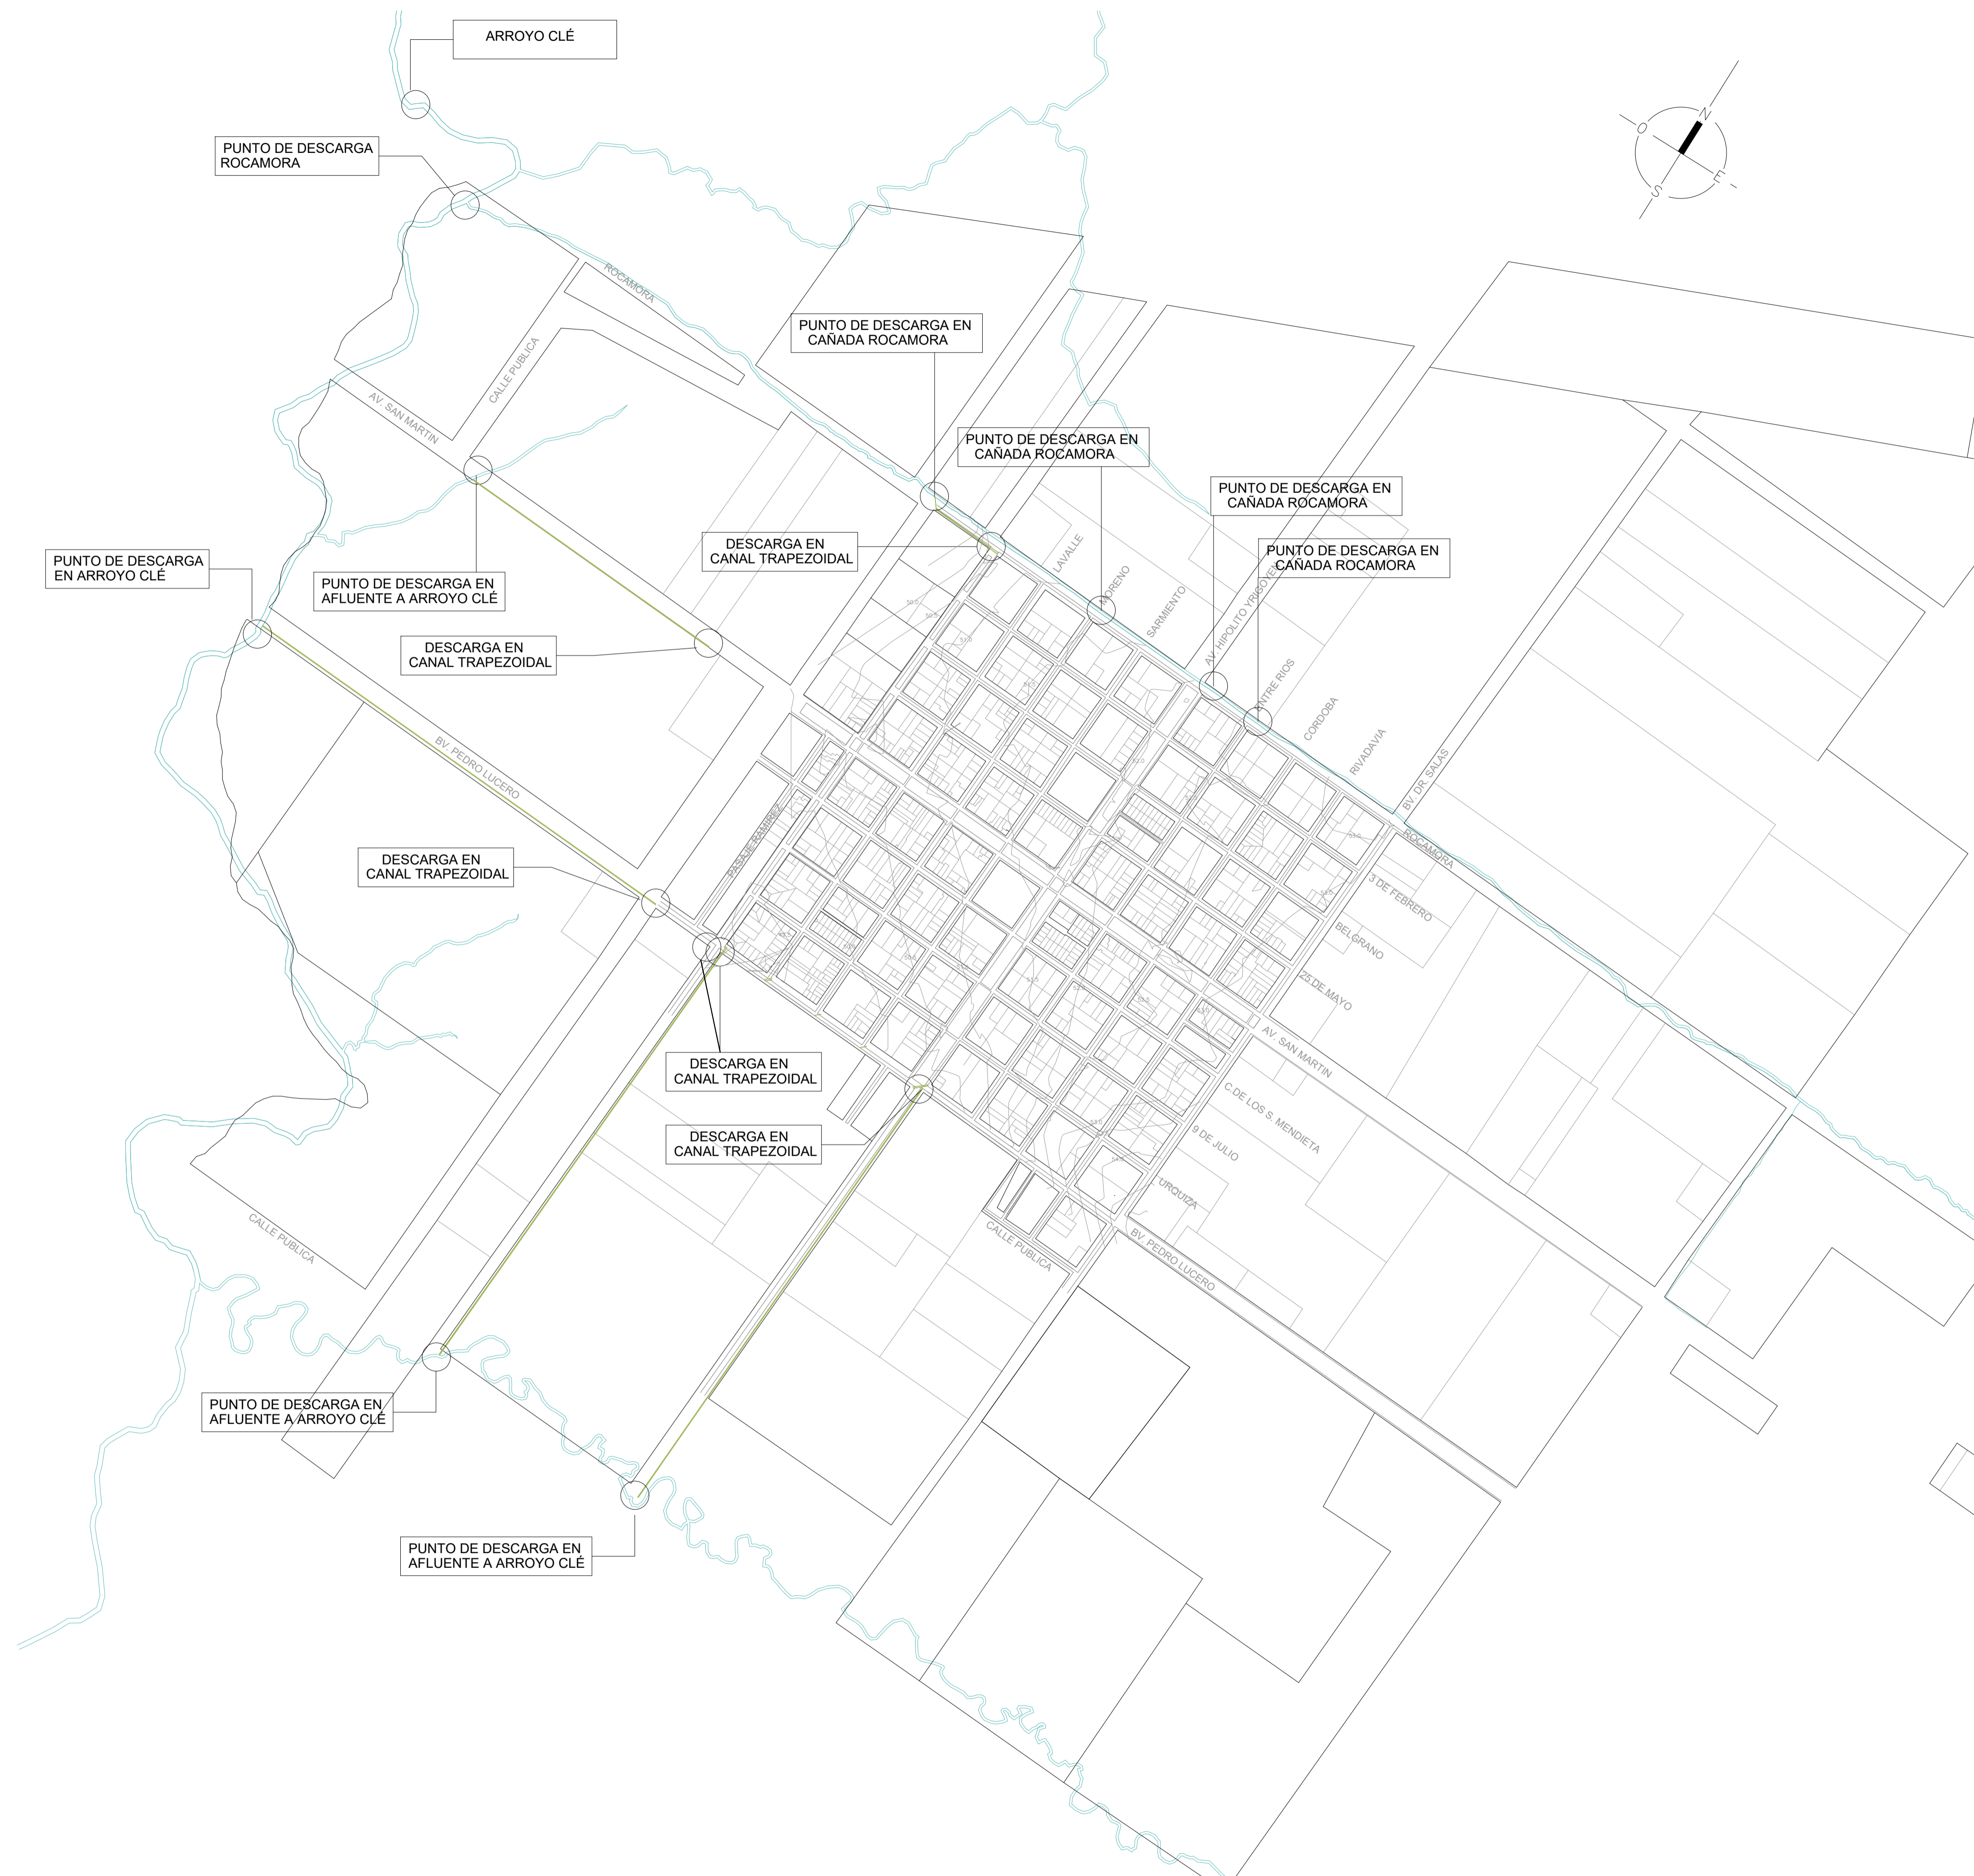 ARROYO CLÉ
N
O
E
S
PUNTO DE DESCARGA
ROCAMORA
ROCAMORA
CALLE PUBLICA
AV. SAN MARTIN
PUNTO DE DESCARGA EN
CAÑADA ROCAMORA
PUNTO DE DESCARGA EN
CAÑADA ROCAMORA
PUNTO DE DESCARGA EN
CAÑADA ROCAMORA
PUNTO DE DESCARGA EN
CAÑADA ROCAMORA
DESCARGA EN
CANAL TRAPEZOIDAL
PUNTO DE DESCARGA
EN ARROYO CLÉ
PUNTO DE DESCARGA EN
AFLUENTE A ARROYO CLÉ
DESCARGA EN
CANAL TRAPEZOIDAL
LAVALLE
MORENO
SARMIENTO
AV. HIPOLITO YRIGOYEN
ENTRE RIOS
CORDOBA
RIVADAVIA
BV. DR. SALAS
ROCAMORA
BV. PEDRO LUCERO
PASAJE RAMIREZ
DESCARGA EN
CANAL TRAPEZOIDAL
3 DE FEBRERO
BELGRANO
25 DE MAYO
AV. SAN MARTIN
C.DE LOS S. MENDIETA
9 DE JULIO
URQUIZA
BV. PEDRO LUCERO
CALLE PUBLICA
DESCARGA EN
CANAL TRAPEZOIDAL
DESCARGA EN
CANAL TRAPEZOIDAL
CALLE PUBLICA
PUNTO DE DESCARGA EN
AFLUENTE A ARROYO CLÉ
PUNTO DE DESCARGA EN
AFLUENTE A ARROYO CLÉ